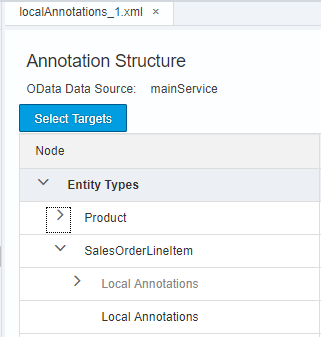 localAnnotations_1.xml ×
Annotation Structure
OData Data Source: mainService
Select Targets
Node
Entity Types
Product
SalesOrderLineItem
Local Annotations
Local Annotations